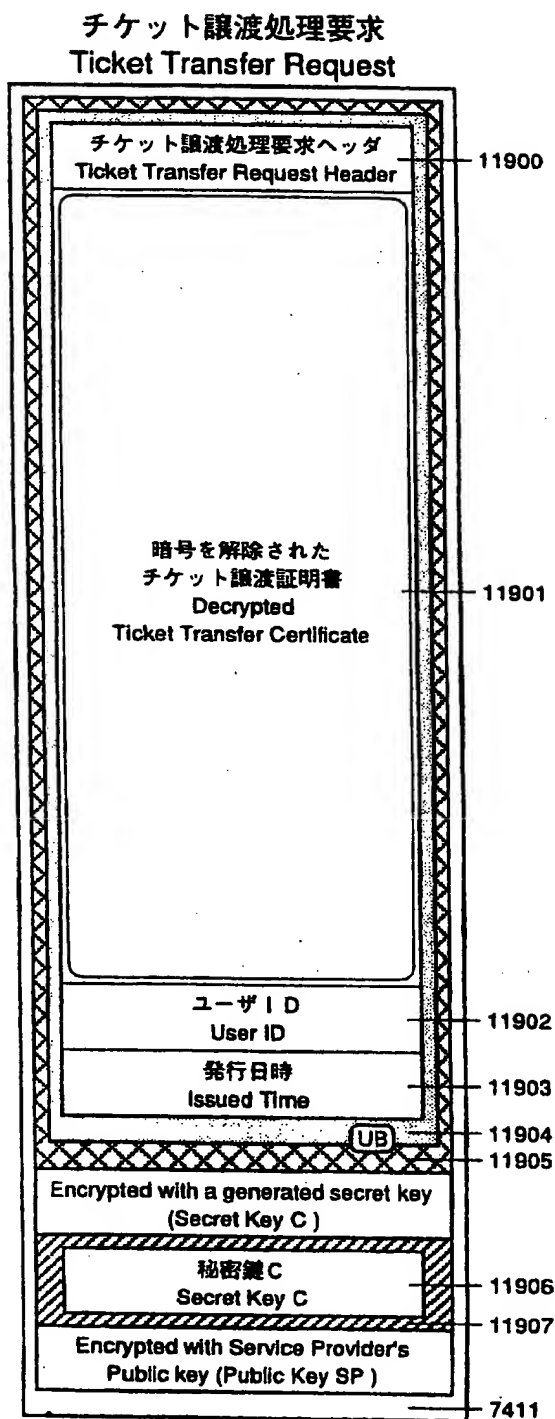 チケット譲渡処理要求
Ticket Transfer Request
チケット譲渡処理要求ヘッダ
Ticket Transfer Request Header
11900
暗号を解除された
チケット譲渡証明書
Decrypted
Ticket Transfer Certificate
11901
ユーザID
User ID
11902
発行日時
Issued Time
11903
UB
11904
11905
Encrypted with a generated secret key
(Secret Key C )
秘密鍵C
Secret Key C
11906
11907
Encrypted with Service Provider's
Public key (Public Key SP )
7411